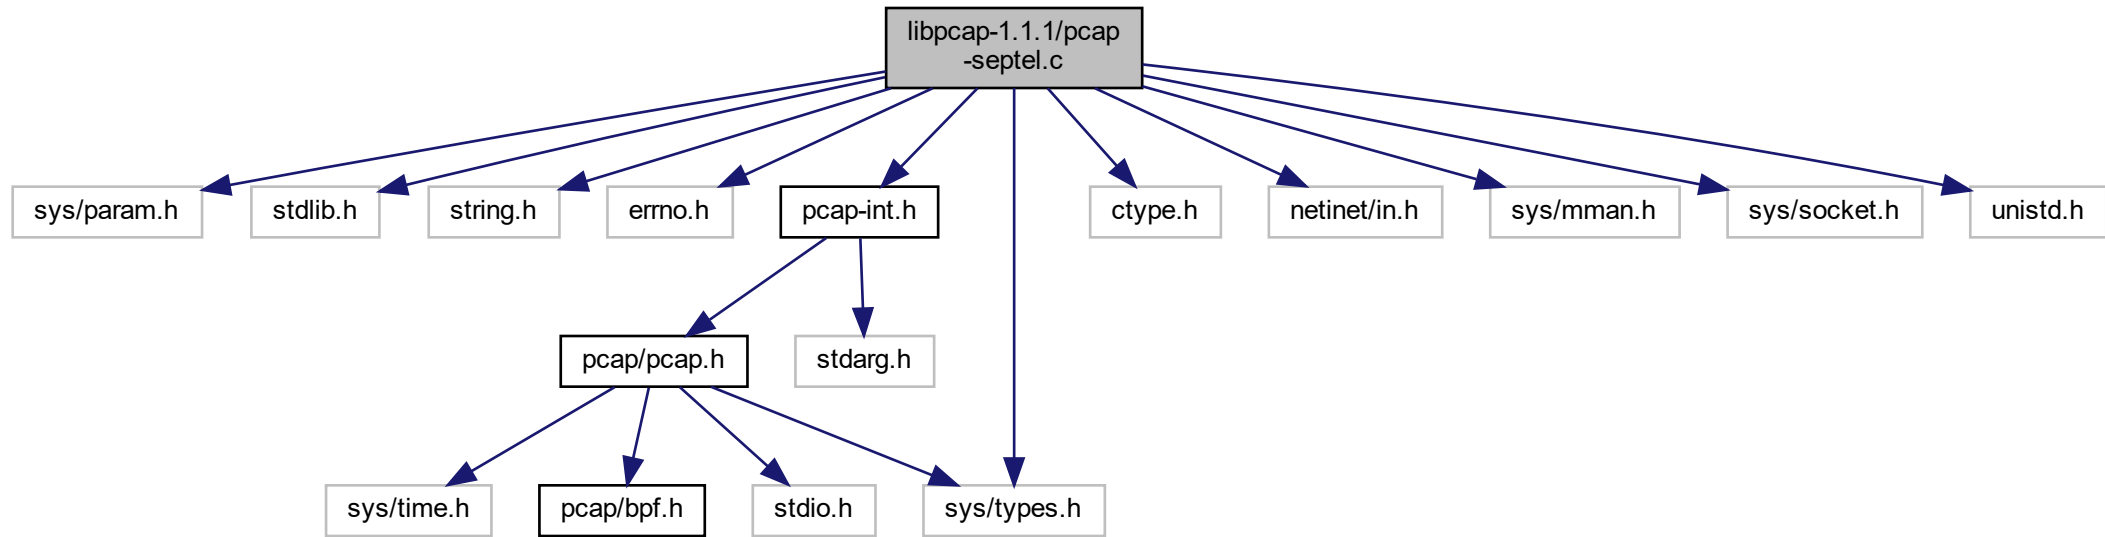 libpcap-1.1.1/pcap
-septel.c
sys/param.h
stdlib.h
string.h
errno.h
pcap-int.h
ctype.h
netinet/in.h
sys/mman.h
sys/socket.h
unistd.h
pcap/pcap.h
stdarg.h
sys/time.h
pcap/bpf.h
stdio.h
sys/types.h